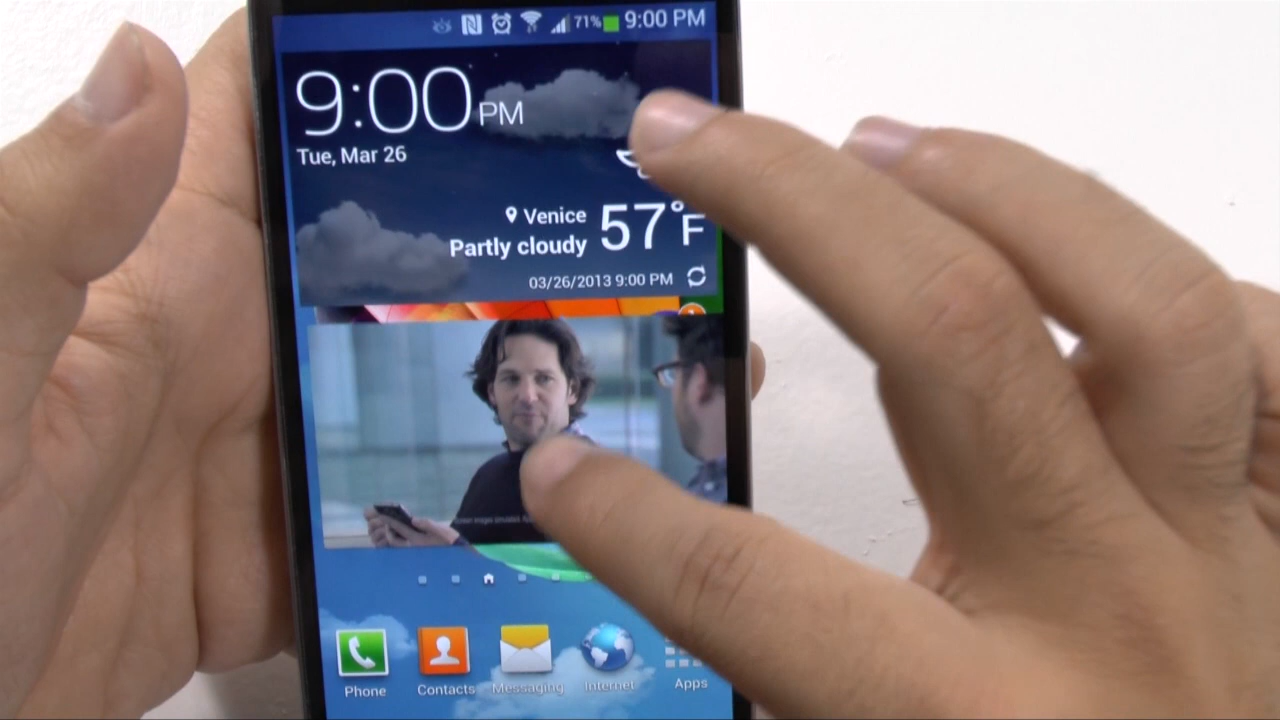 71% 9:00 PM
9:00 PM
Tue, Mar 26
Venice 57°F
Partly cloudy
03/26/2013 9:00 PM
Phone Contacts Messaging Internet Apps